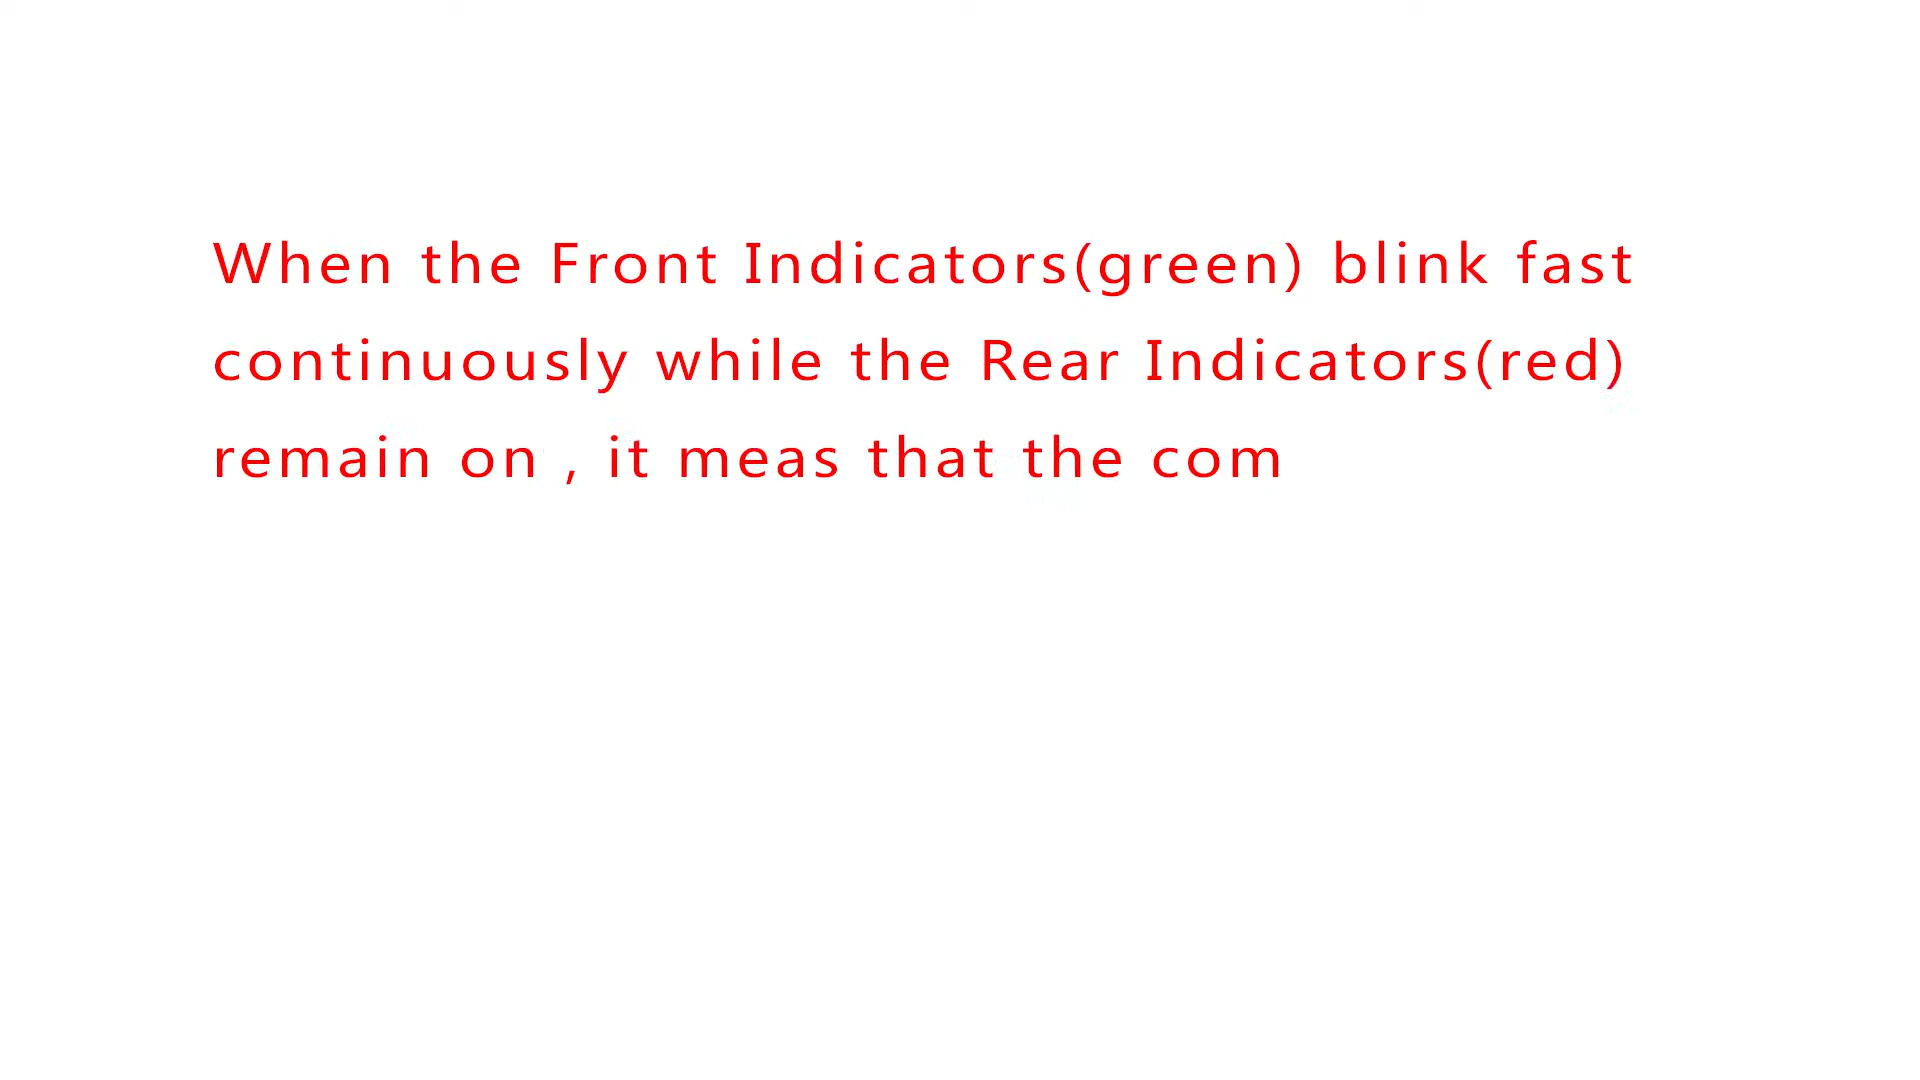 When the Front Indicators(green) blink fast
continuously while the Rear Indicators(red)
remain on , it meas that the com